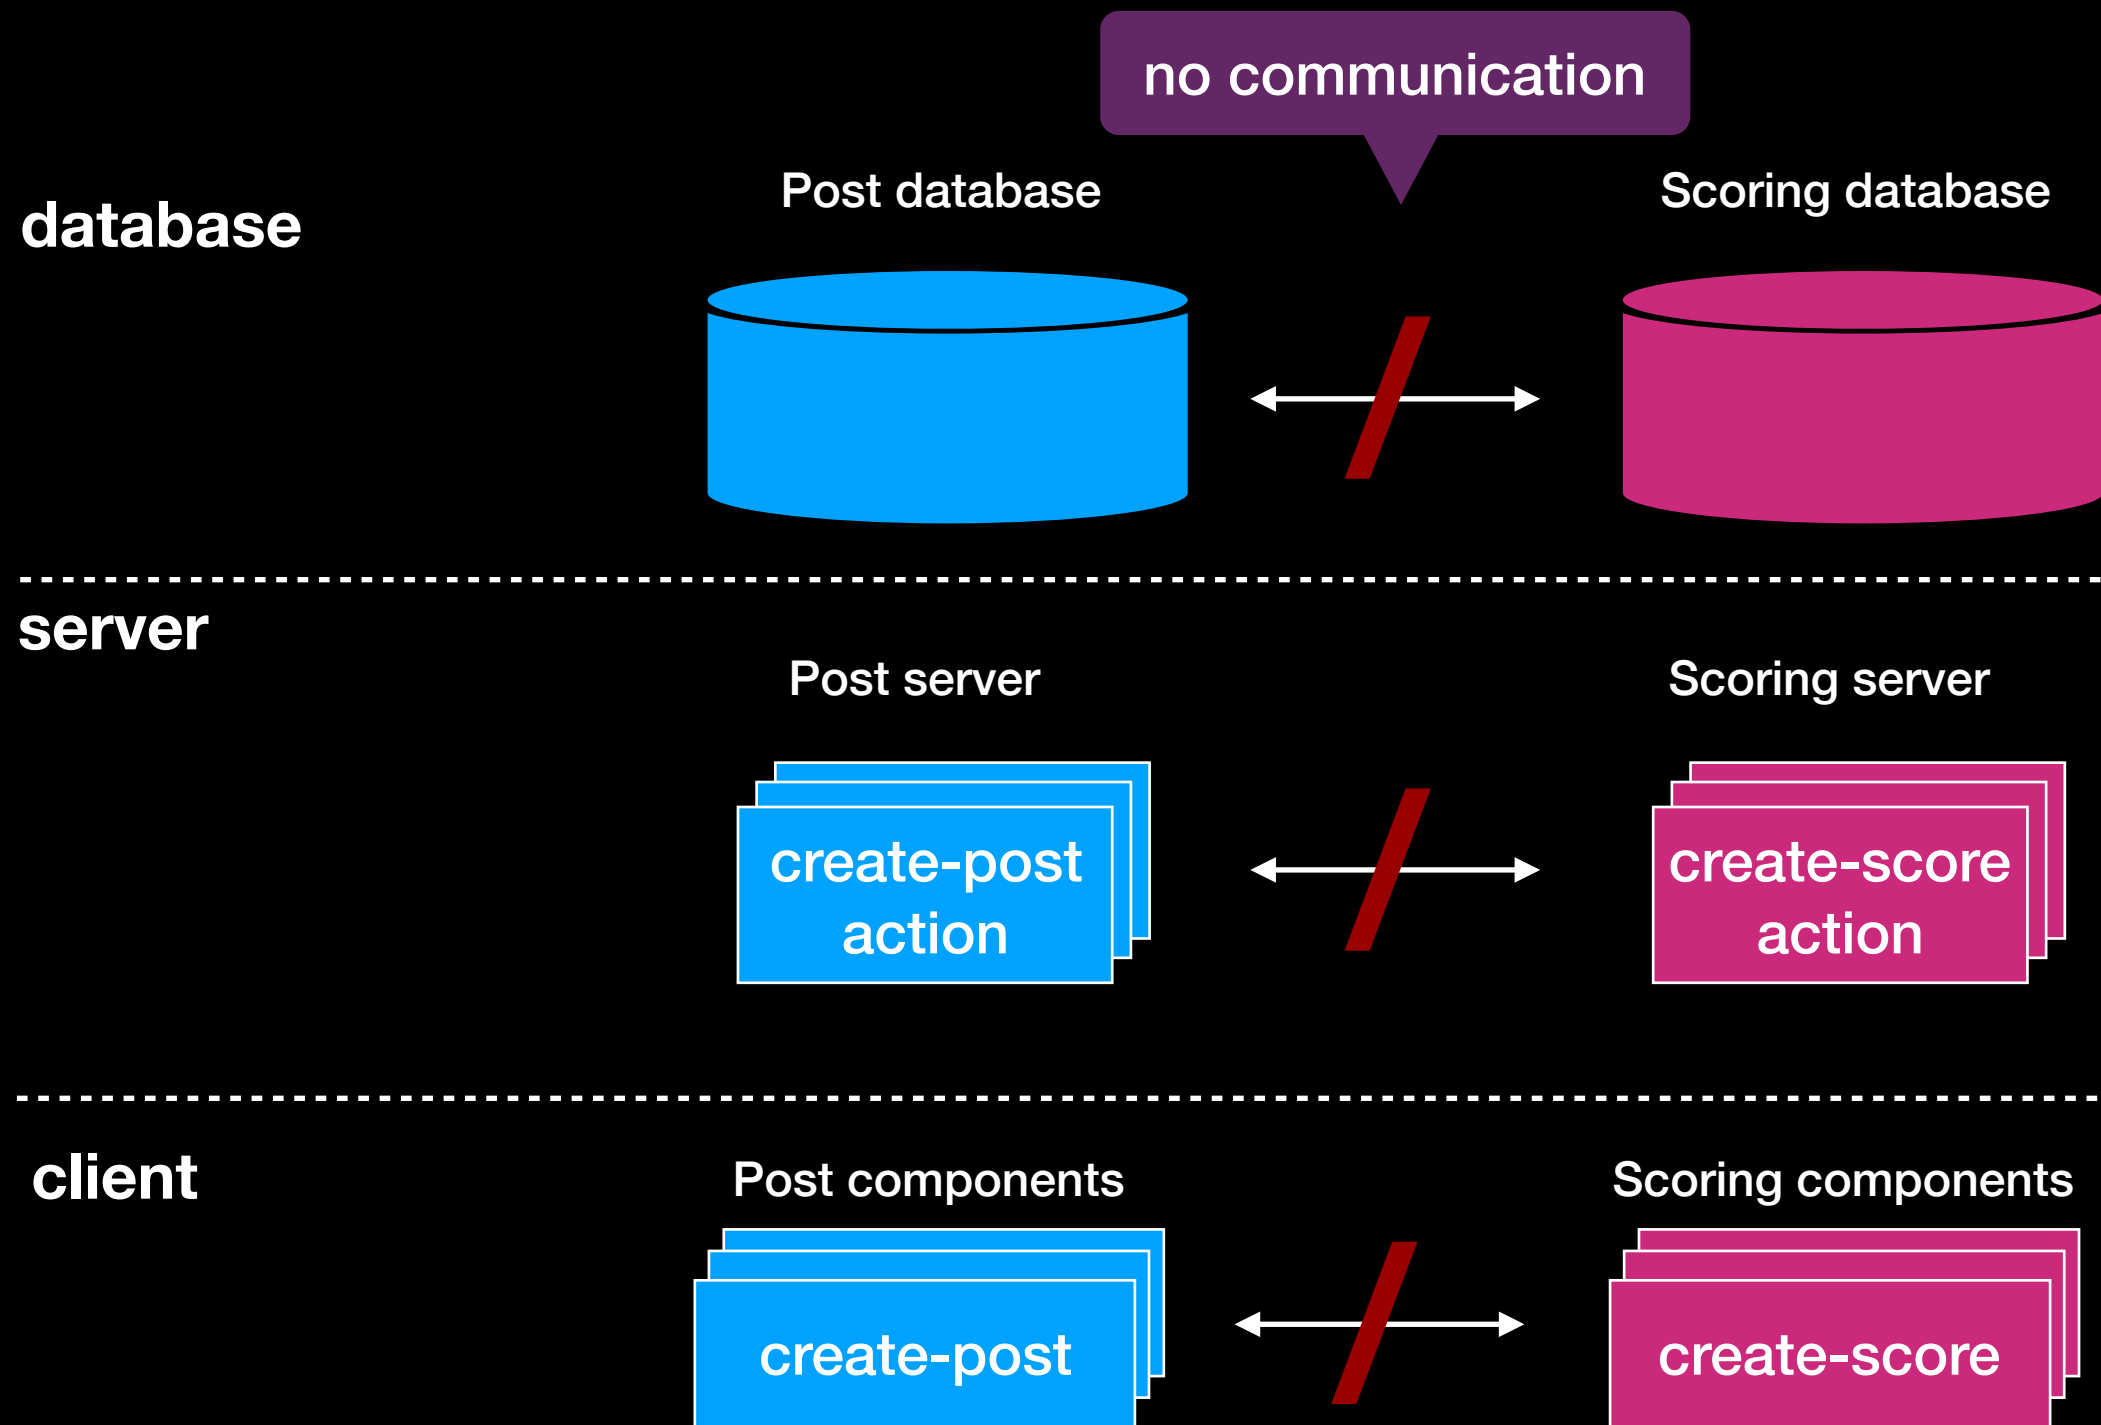 no communication
Post database
Scoring database
database
server
Post server
Scoring server
create-post
action
create-score
action
client
Post components
Scoring components
create-post
create-score